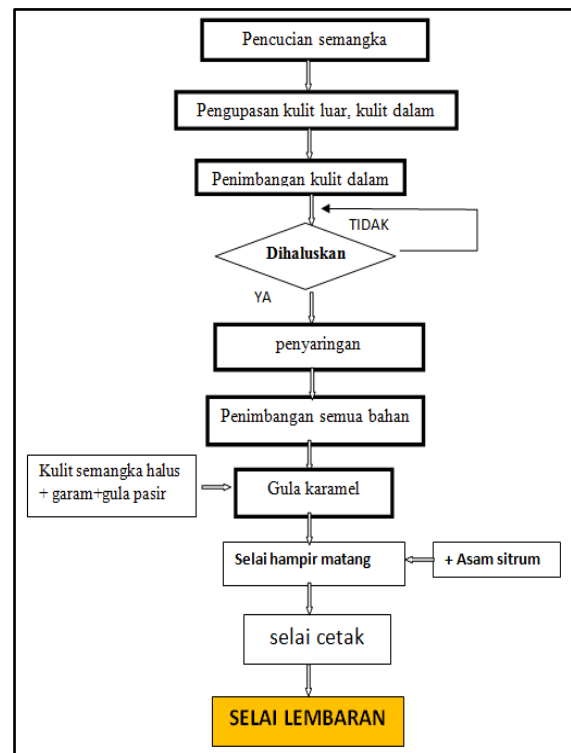 Pencucian semangka
Pengupasan kulit luar, kulit dalam
Penimbangan kulit dalam
TIDAK
Dihaluskan
YA
penyaringan
Penimbangan semua bahan
Kulit semangka halus
+ garam+gula pasir
Gula karamel
Selai hampir matang
+ Asam sitrum
selai cetak
SELAI LEMBARAN